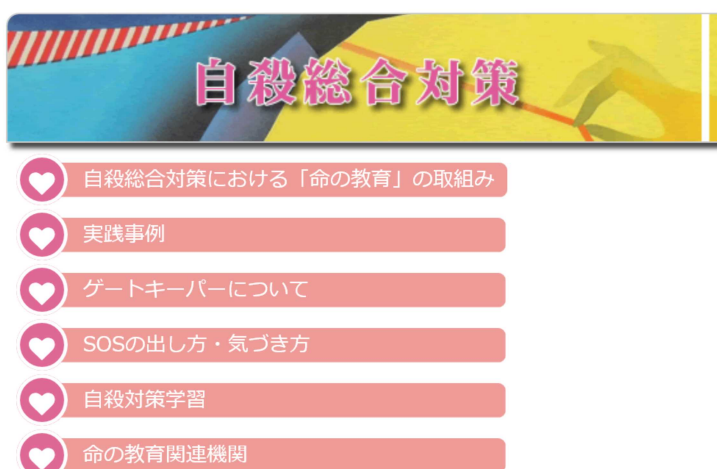 自殺総合対策
自殺総合対策における「命の教育」の取組み
実践事例
ゲートキーパーについて
SOSの出し方・気づき方
自殺対策学習
命の教育関連機関